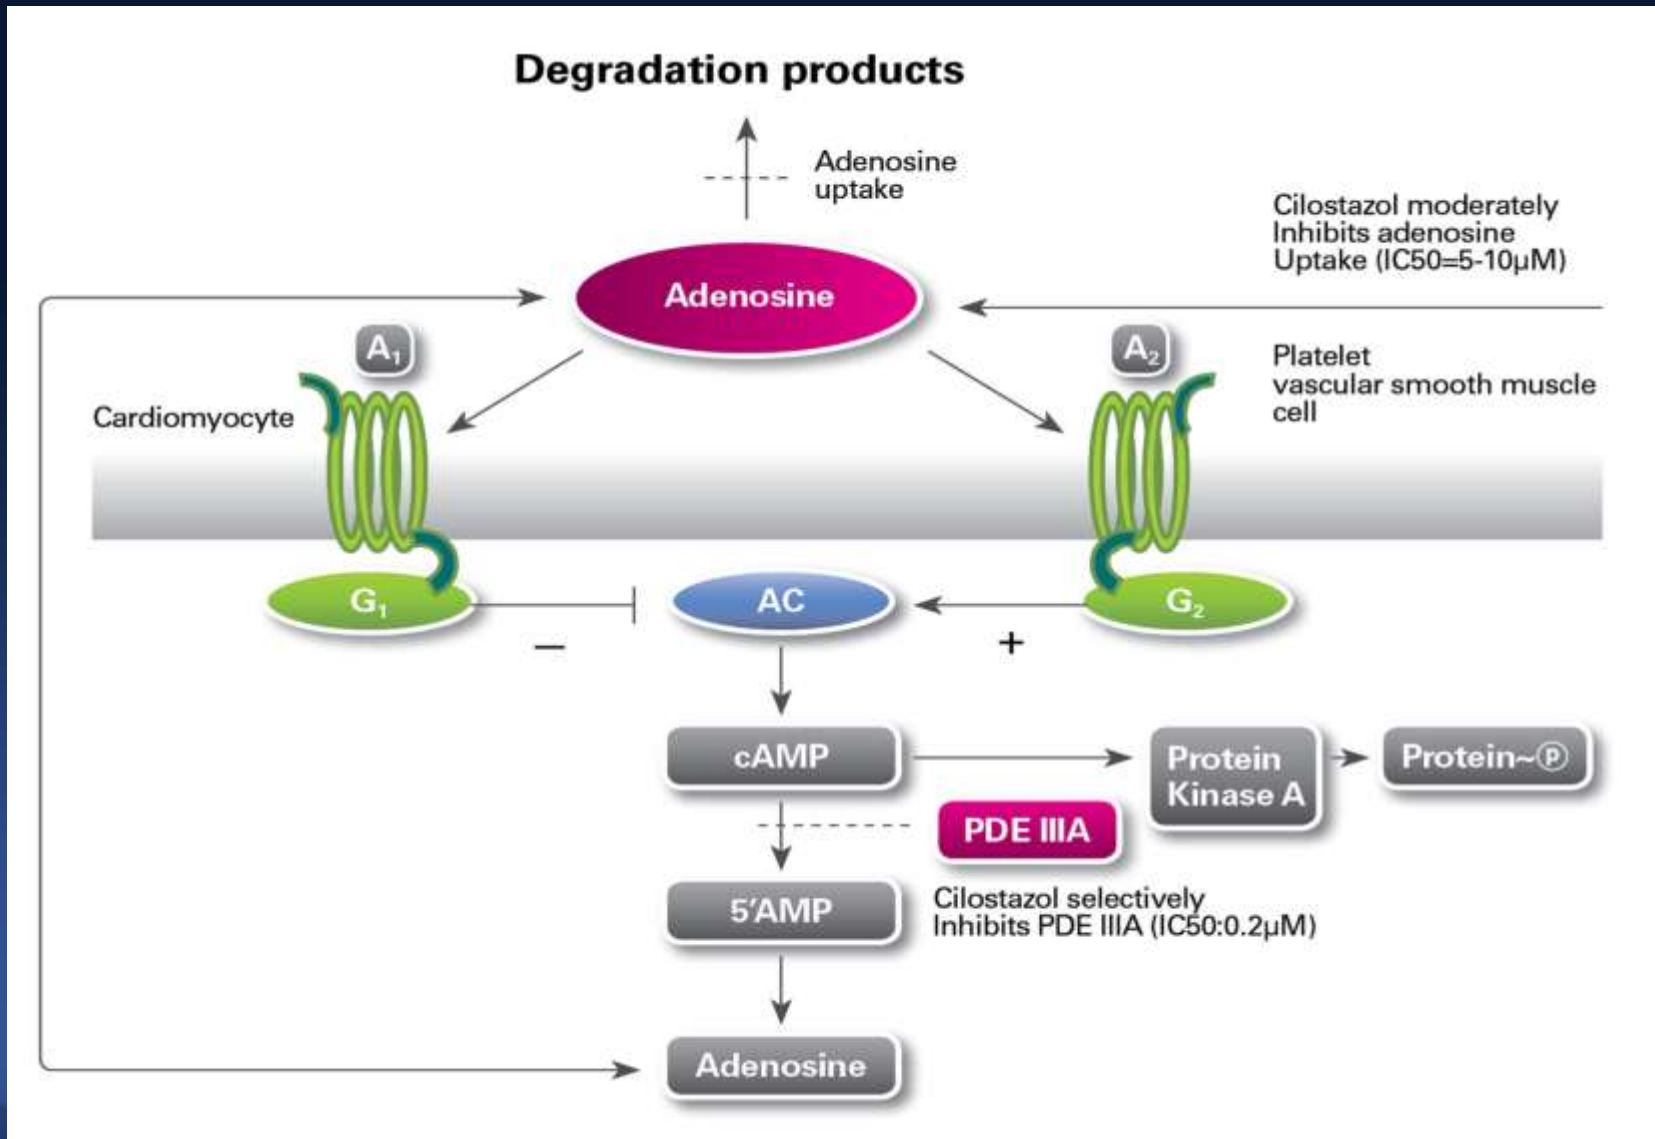 Degradation products
Adenosine
uptake
Cilostazol moderately
Inhibits adenosine
Uptake (IC50=5-10µM)
Adenosine
A₁
A₂
Platelet
vascular smooth muscle
cell
Cardiomyocyte
G₁
AC
G₂
–
+
cAMP
Protein
Kinase A
Protein~ⓟ
PDE IIIA
5’AMP
Cilostazol selectively
Inhibits PDE IIIA (IC50:0.2µM)
Adenosine